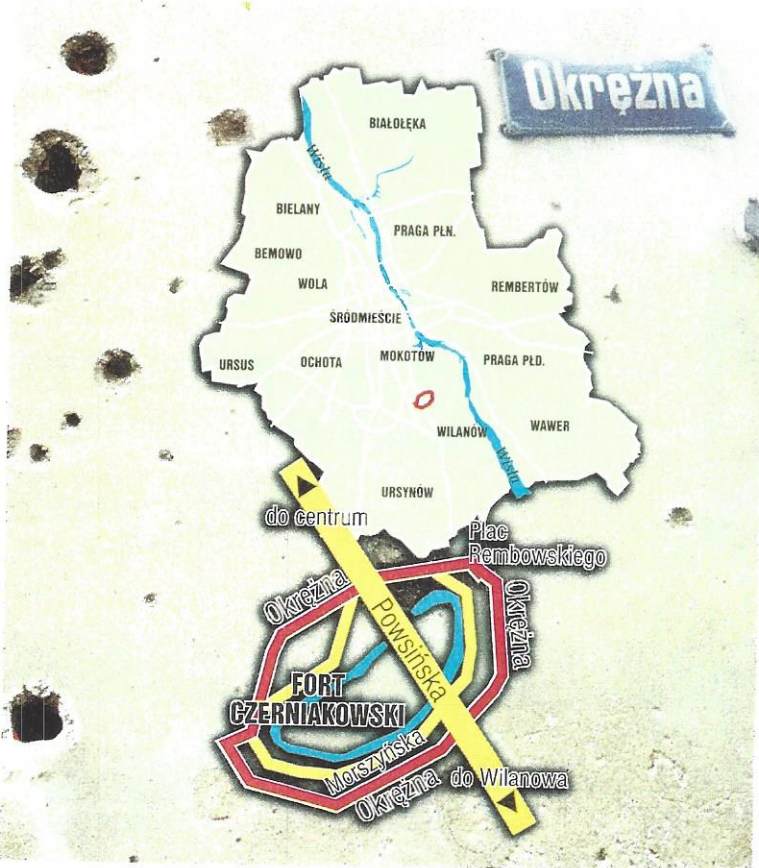 Okrężna
BIAŁOŁĘKA
Wisła
BIELANY
PRAGA PŁN.
BEMOWO
WOLA
REMBERTÓW
ŚRÓDMIEŚCIE
URSUS
OCHOTA
MOKOTÓW
PRAGA PŁD.
WILANÓW
WAWER
Wisła
URSYNÓW
do centrum
Plac
Rembowskiego
Okrężna
Powsińska
Okrężna
FORT
CZERNIAKOWSKI
Morszyńska
Okrężna
do Wilanowa